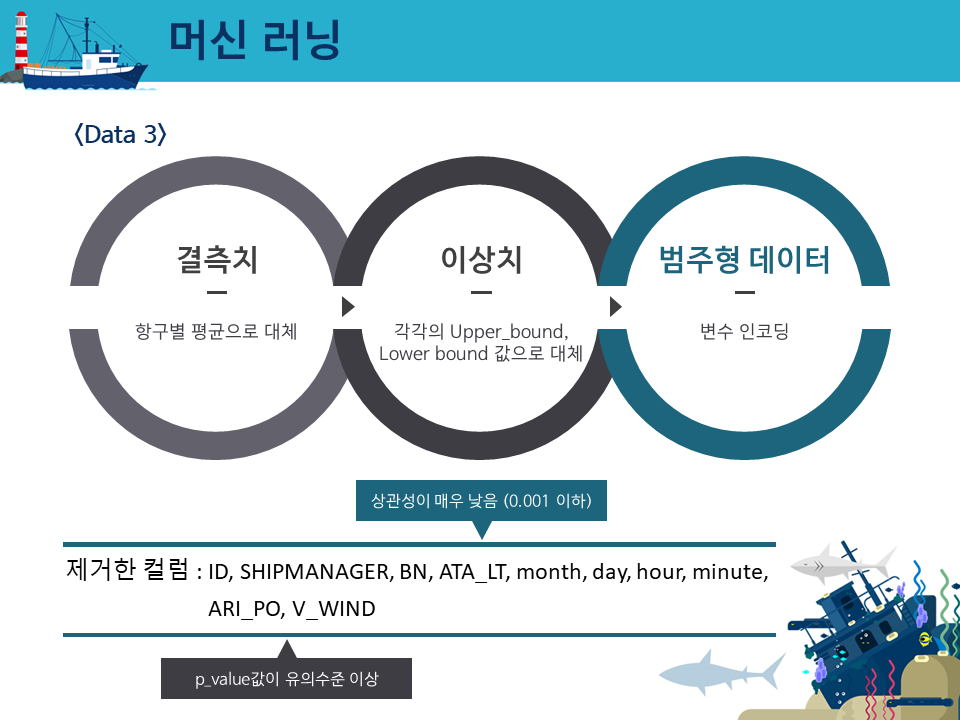 머신 러닝
<Data 3>
결측치
항구별 평균으로 대체
이상치
각각의 Upper_bound,
Lower bound 값으로 대체
범주형 데이터
변수 인코딩
상관성이 매우 낮음 (0.001 이하)
제거한 컬럼 : ID, SHIPMANAGER, BN, ATA_LT, month, day, hour, minute,
ARI_PO, V_WIND
p_value값이 유의수준 이상